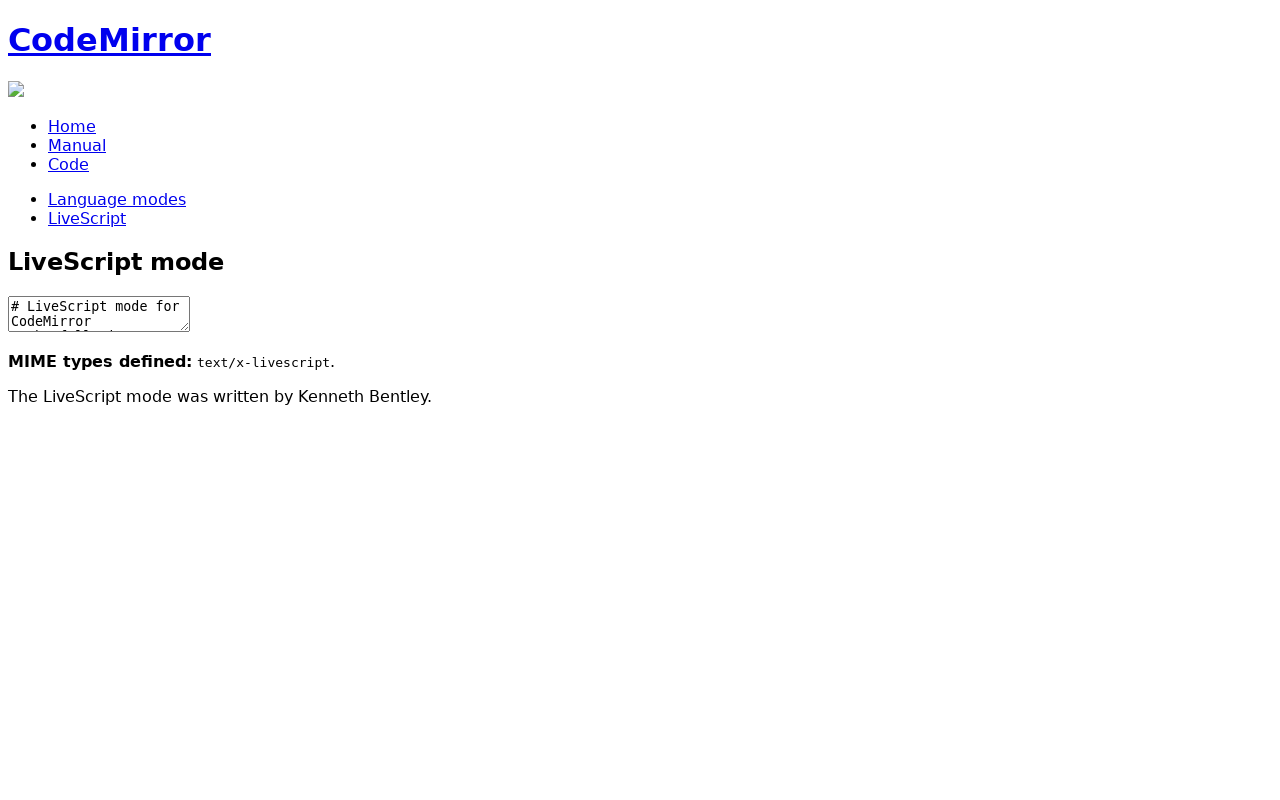 CodeMirror
Home
Manual
Code
Language modes
LiveScript
LiveScript mode
# LiveScript mode for
CodeMirror
MIME types defined: text/x-livescript.
The LiveScript mode was written by Kenneth Bentley.